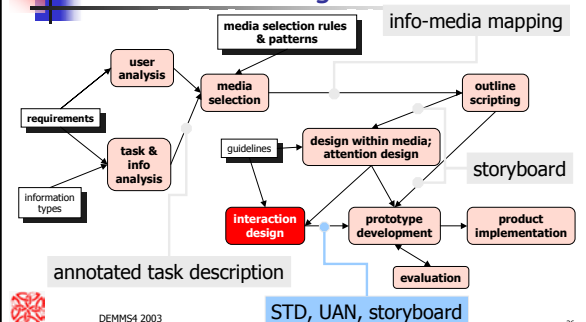 info-media mapping
media selection rules
& patterns
user
analysis
media
selection
outline
scripting
requirements
task &
info
analysis
guidelines
design within media;
attention design
storyboard
information
types
interaction
design
prototype
development
product
implementation
annotated task description
evaluation
STD, UAN, storyboard
DEMMS4 2003